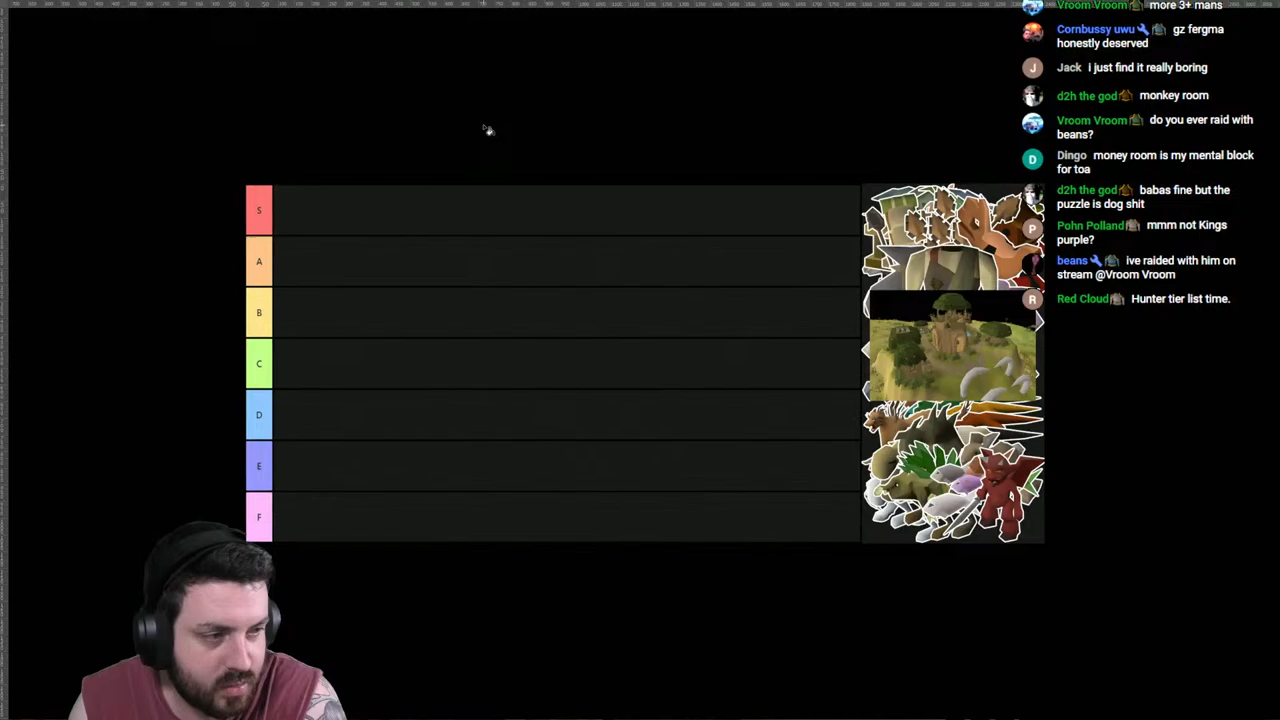 Vroom Vroom more 3+ mans
Cornbussy uwu gz fergma
honestly deserved
J Jack i just find it really boring
d2h the god monkey room
Vroom Vroom do you ever raid with
beans?
D Dingo money room is my mental block
for toa
d2h the god babas fine but the
puzzle is dog shit
P Pohn Polland mmm not Kings
purple?
beans ive raided with him on
stream @Vroom Vroom
R Red Cloud Hunter tier list time.
S
A
B
C
D
E
F